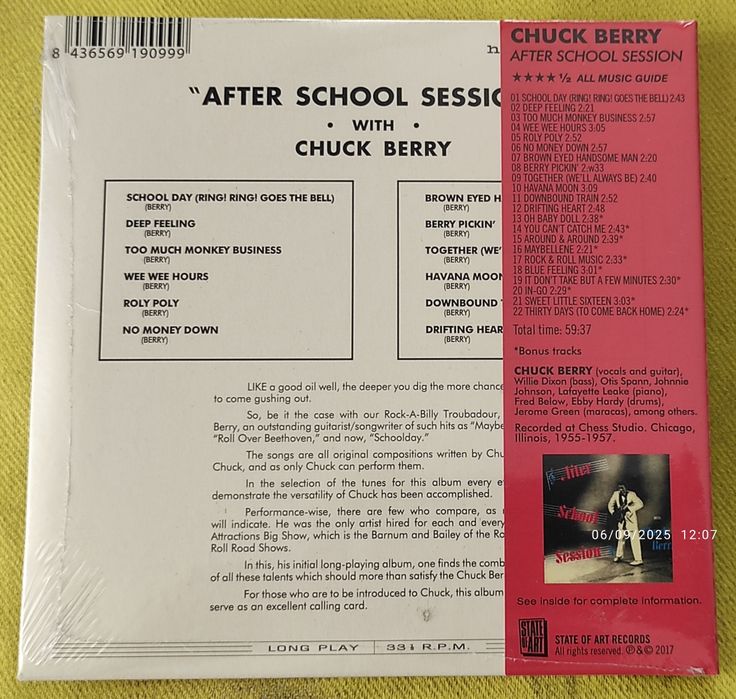 8 436569 190999
"AFTER SCHOOL SESSIO
• WITH •
CHUCK BERRY
SCHOOL DAY (RING! RING! GOES THE BELL)
(BERRY)
DEEP FEELING
(BERRY)
TOO MUCH MONKEY BUSINESS
(BERRY)
WEE WEE HOURS
(BERRY)
ROLY POLY
(BERRY)
NO MONEY DOWN
(BERRY)
BROWN EYED H
(BERRY)
BERRY PICKIN'
(BERRY)
TOGETHER (WE'
(BERRY)
HAVANA MOON
(BERRY)
DOWNBOUND T
(BERRY)
DRIFTING HEAR
(BERRY)
LIKE a good oil well, the deeper you dig the more chance
to come gushing out.
So, be it the case with our Rock-A-Billy Troubadour,
Berry, an outstanding guitarist/songwriter of such hits as "Maybe
"Roll Over Beethoven," and now, "Schoolday."
The songs are all original compositions written by Chu
Chuck, and as only Chuck can perform them.
In the selection of the tunes for this album every ef
demonstrate the versatility of Chuck has been accomplished.
Performance-wise, there are few who compare, as
will indicate. He was the only artist hired for each and every
Attractions Big Show, which is the Barnum and Bailey of the Ro
Roll Road Shows.
In this, his initial long-playing album, one finds the comb
of all these talents which should more than satisfy the Chuck Ber
For those who are to be introduced to Chuck, this album
serve as an excellent calling card.
LONG PLAY 33⅓ R.P.M.
CHUCK BERRY
AFTER SCHOOL SESSION
★★★★ ½ ALL MUSIC GUIDE
01 SCHOOL DAY (RING! RING! GOES THE BELL) 2:43
02 DEEP FEELING 2:21
03 TOO MUCH MONKEY BUSINESS 2:57
04 WEE WEE HOURS 3:05
05 ROLY POLY 2:52
06 NO MONEY DOWN 2:57
07 BROWN EYED HANDSOME MAN 2:20
08 BERRY PICKIN' 2:w33
09 TOGETHER (WE'LL ALWAYS BE) 2:40
10 HAVANA MOON 3:09
11 DOWNBOUND TRAIN 2:52
12 DRIFTING HEART 2:48
13 OH BABY DOLL 2:38*
14 YOU CAN'T CATCH ME 2:43*
15 AROUND & AROUND 2:39*
16 MAYBELLENE 2:21*
17 ROCK & ROLL MUSIC 2:33*
18 BLUE FEELING 3:01*
19 IT DON'T TAKE BUT A FEW MINUTES 2:30*
20 IN-GO 2:29*
21 SWEET LITTLE SIXTEEN 3:03*
22 THIRTY DAYS (TO COME BACK HOME) 2:24*
Total time: 59:37
*Bonus tracks
CHUCK BERRY (vocals and guitar),
Willie Dixon (bass), Otis Spann, Johnnie
Johnson, Lafayette Leake (piano),
Fred Below, Ebby Hardy (drums),
Jerome Green (maracas), among others.
Recorded at Chess Studio. Chicago,
Illinois, 1955-1957.
After
School
Session
06/09/2025 12:07
See inside for complete information.
STATE OF ART
STATE OF ART RECORDS
All rights reserved. ℗&© 2017